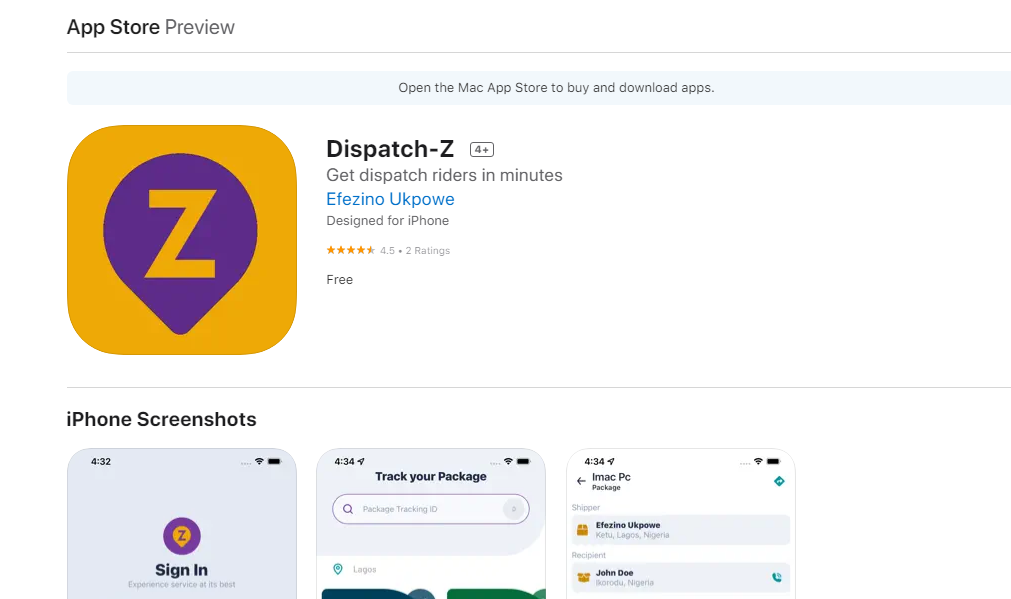 App Store Preview
Open the Mac App Store to buy and download apps.
Z
Dispatch-Z 4+
Get dispatch riders in minutes
Efezino Ukpowe
Designed for iPhone
4.5 • 2 Ratings
Free
iPhone Screenshots
4:32
Z
Sign In
Experience service at its best
4:34
Track your Package
Package Tracking ID
Lagos
4:34
Imac Pc
Package
Shipper
Efezino Ukpowe
Ketu, Lagos, Nigeria
Recipient
John Doe
Ikorodu, Nigeria